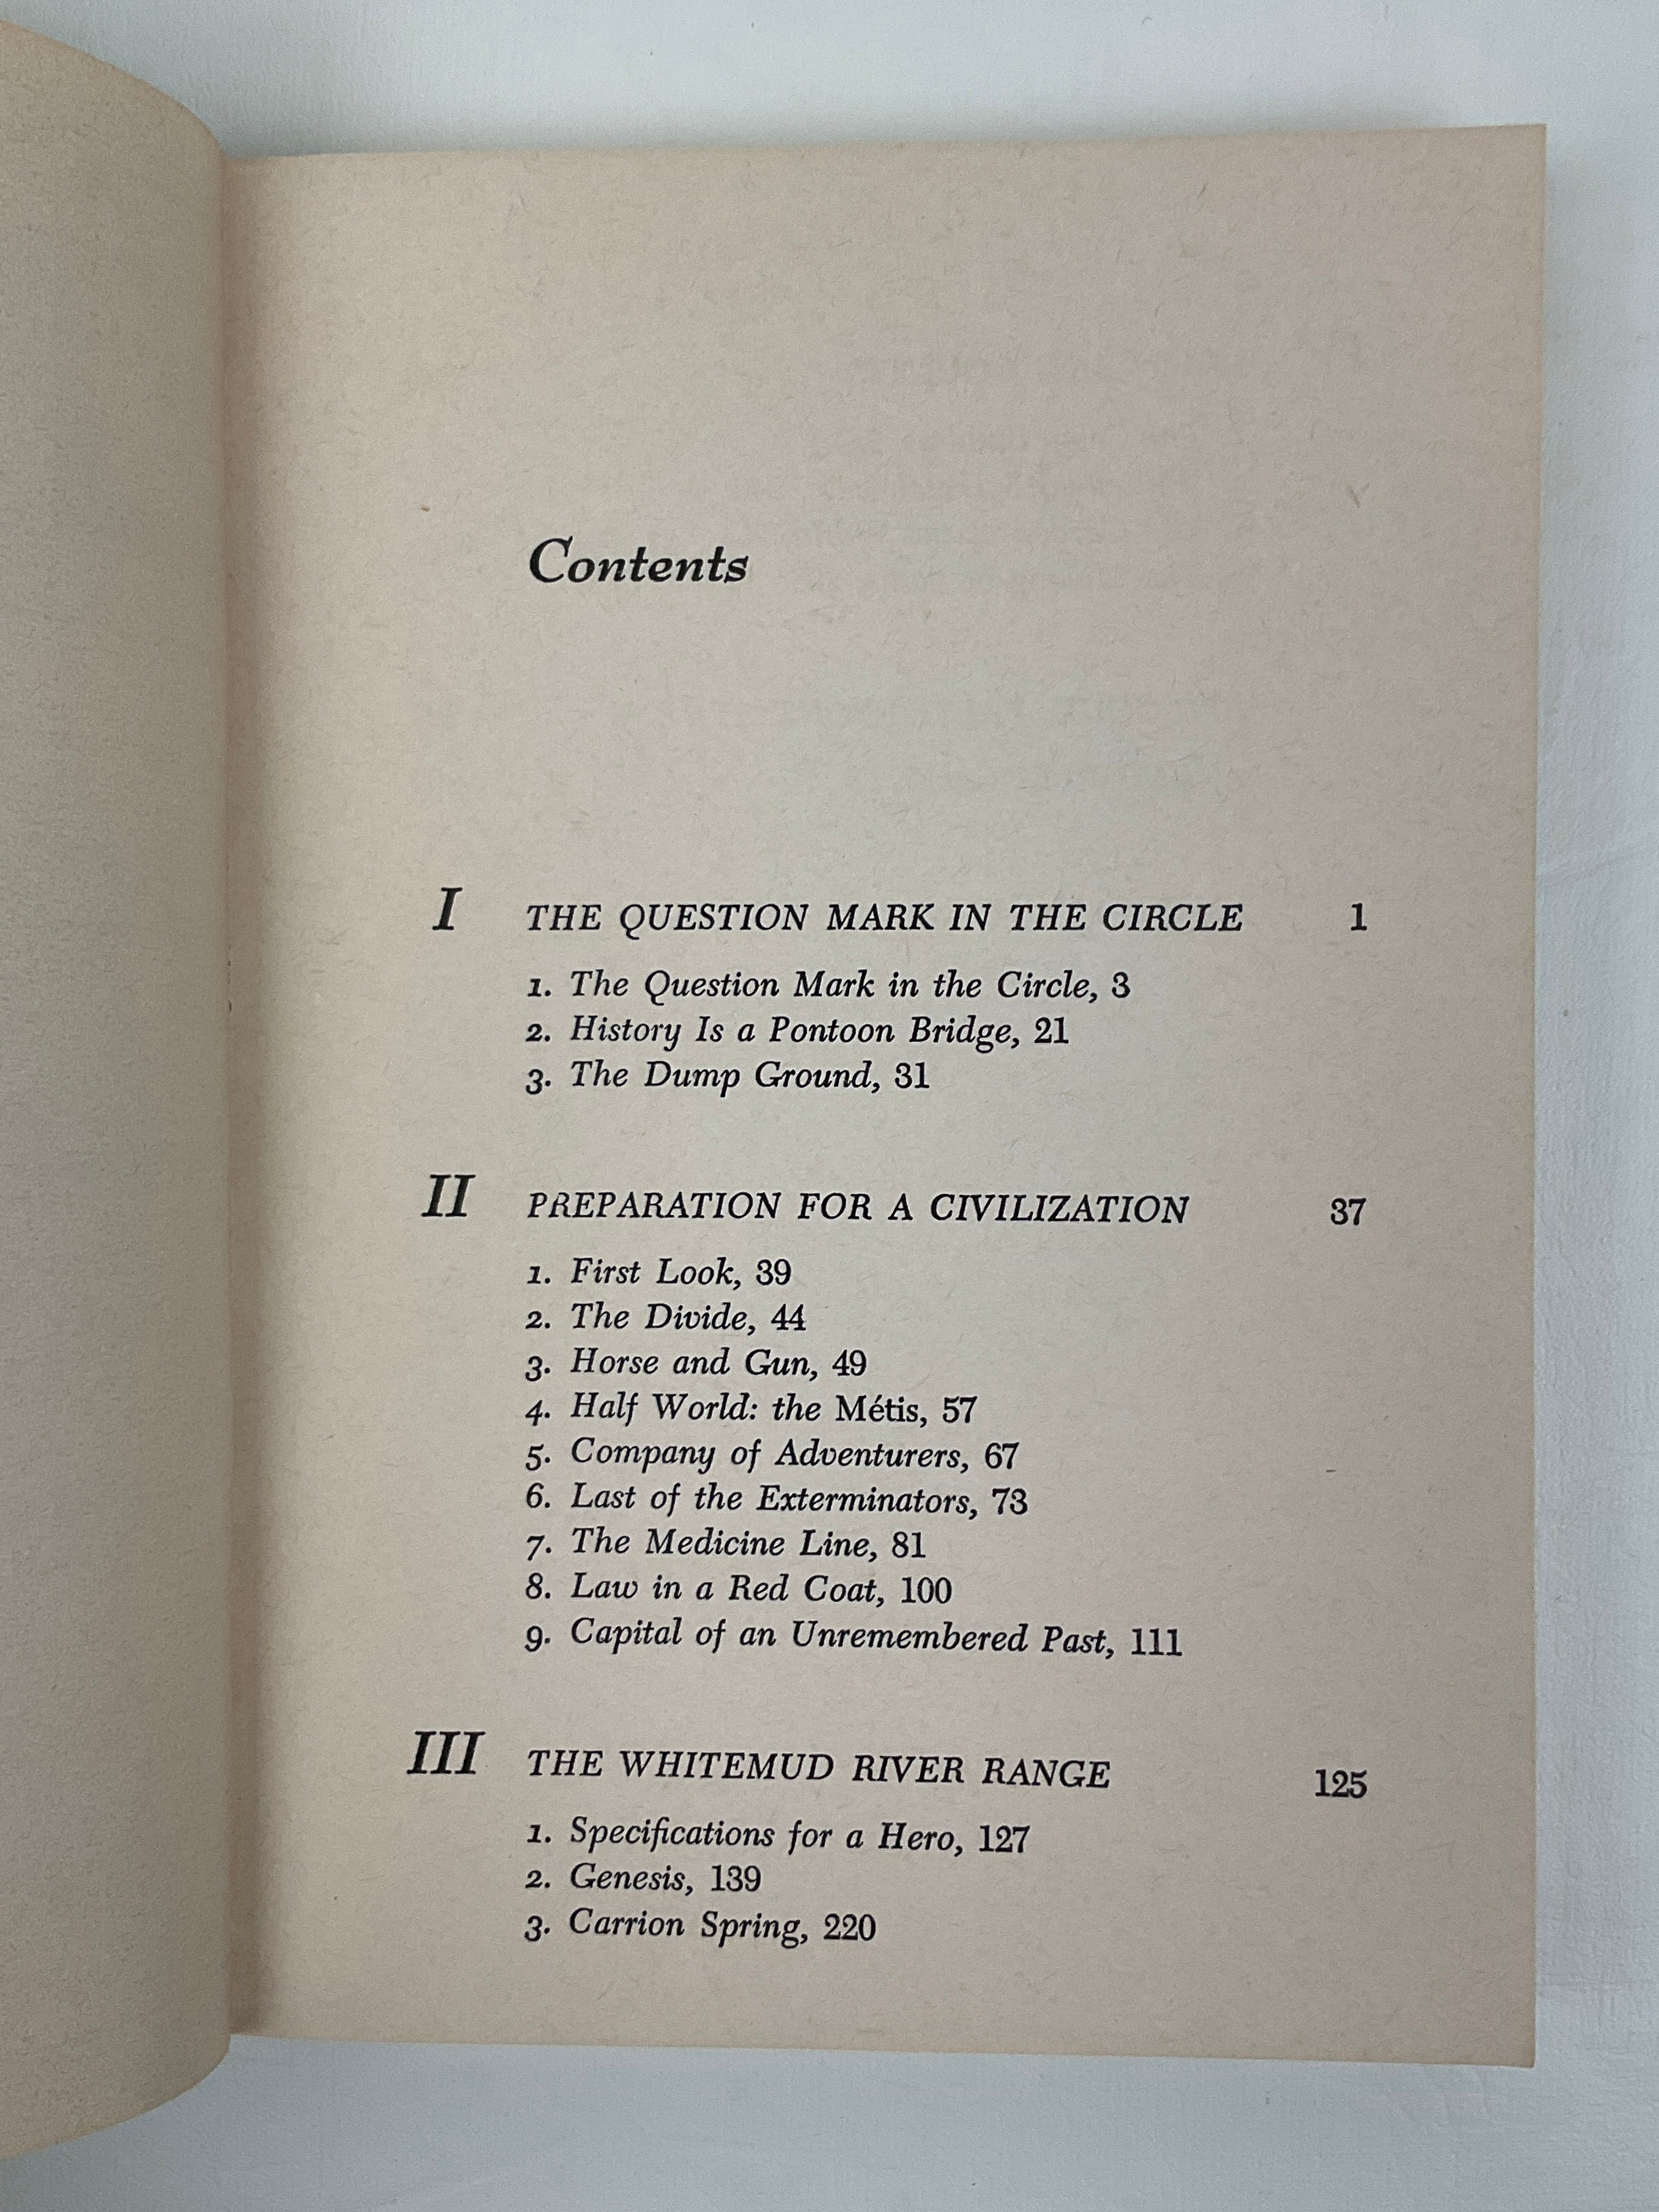 Contents
I THE QUESTION MARK IN THE CIRCLE 1
1. The Question Mark in the Circle, 3
2. History Is a Pontoon Bridge, 21
3. The Dump Ground, 31
II PREPARATION FOR A CIVILIZATION 37
1. First Look, 39
2. The Divide, 44
3. Horse and Gun, 49
4. Half World: the Métis, 57
5. Company of Adventurers, 67
6. Last of the Exterminators, 73
7. The Medicine Line, 81
8. Law in a Red Coat, 100
9. Capital of an Unremembered Past, 111
III THE WHITEMUD RIVER RANGE 125
1. Specifications for a Hero, 127
2. Genesis, 139
3. Carrion Spring, 220